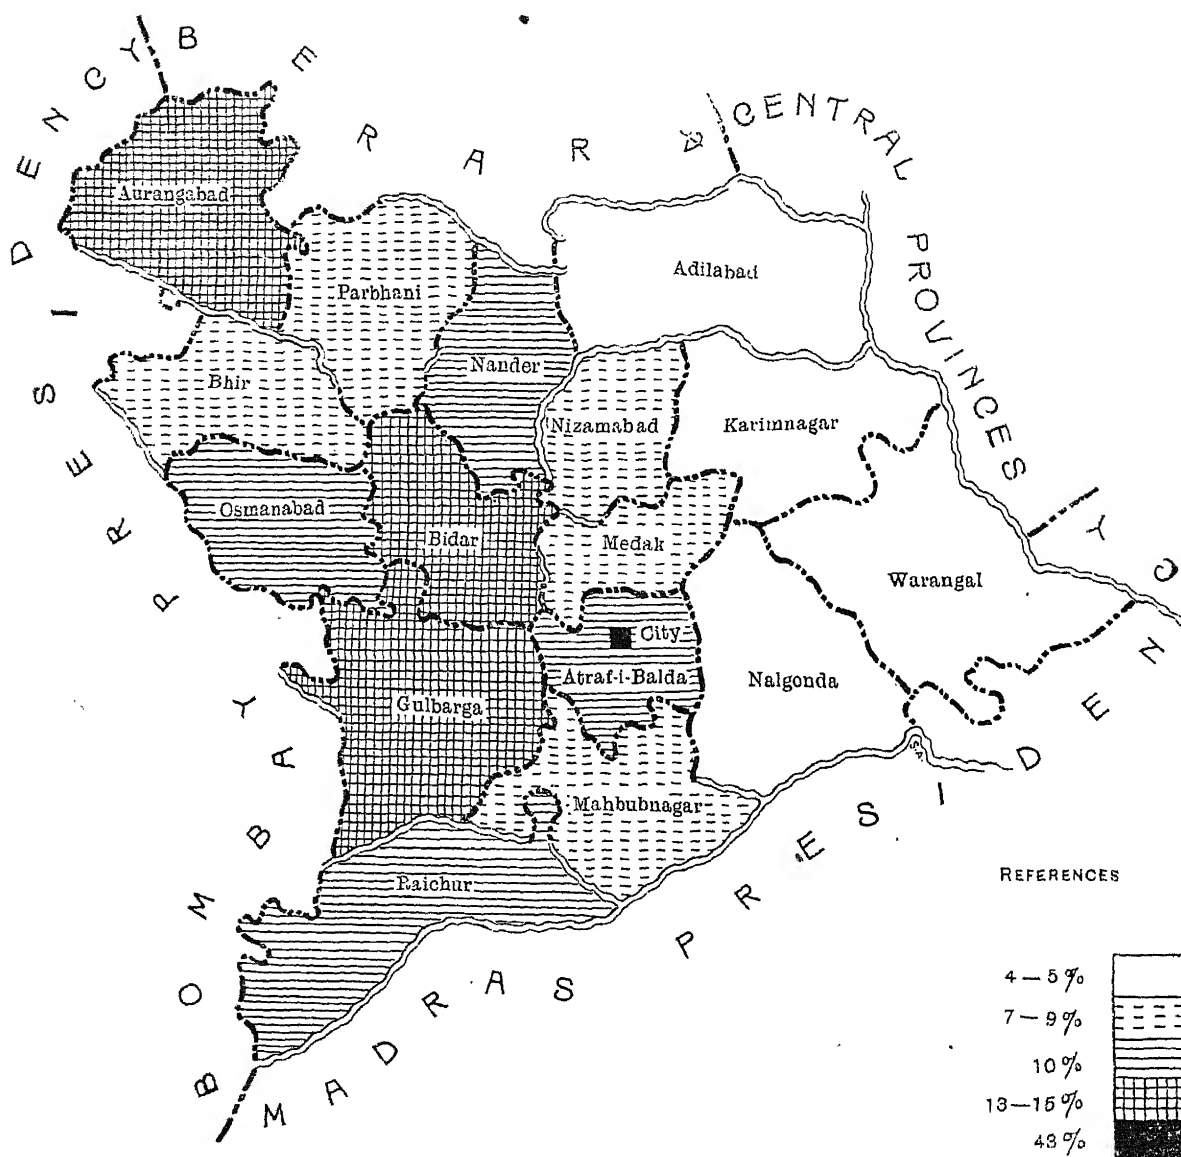 BOMBAY PRESIDENCY
BERAR & CENTRAL PROVINCES
Aurangabad
Parbhani
Adilabad
Nander
Bhir
Nizamabad
Karimnagar
Osmanabad
Bidar
Medak
Warangal
City
Atraf-i-Balda
Nalgonda
Gulbarga
Mahbubnagar
Raichur
MADRAS PRESIDENCY
REFERENCES
4—5%
7—9%
10%
13—15%
43%